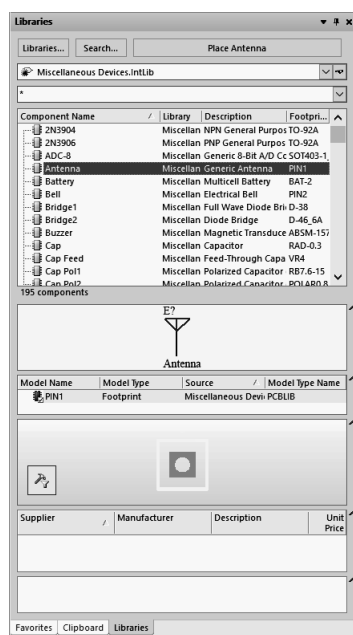 Libraries
Libraries... Search... Place Antenna
Miscellaneous Devices.IntLib
*
Component Name / Library Description Footpri...
2N3904 Miscellan NPN General Purpos TO-92A
2N3906 Miscellan PNP General Purpos TO-92A
ADC-8 Miscellan Generic 8-Bit A/D Cc SOT403-1_
Antenna Miscellan Generic Antenna PIN1
Battery Miscellan Multicell Battery BAT-2
Bell Miscellan Electrical Bell PIN2
Bridge1 Miscellan Full Wave Diode Bri D-38
Bridge2 Miscellan Diode Bridge D-46_6A
Buzzer Miscellan Magnetic Transduce ABSM-157
Cap Miscellan Capacitor RAD-0.3
Cap Feed Miscellan Feed-Through Capa VR4
Cap Pol1 Miscellan Polarized Capacitor RB7.6-15
Cap Pol2 Miscellan Polarized Capacitor POLAR0.8
195 components
E?
Antenna
Model Name Model Type Source / Model Type Name
PIN1 Footprint Miscellaneous Devi PCBLIB
Supplier / Manufacturer Description Unit Price
Favorites Clipboard Libraries